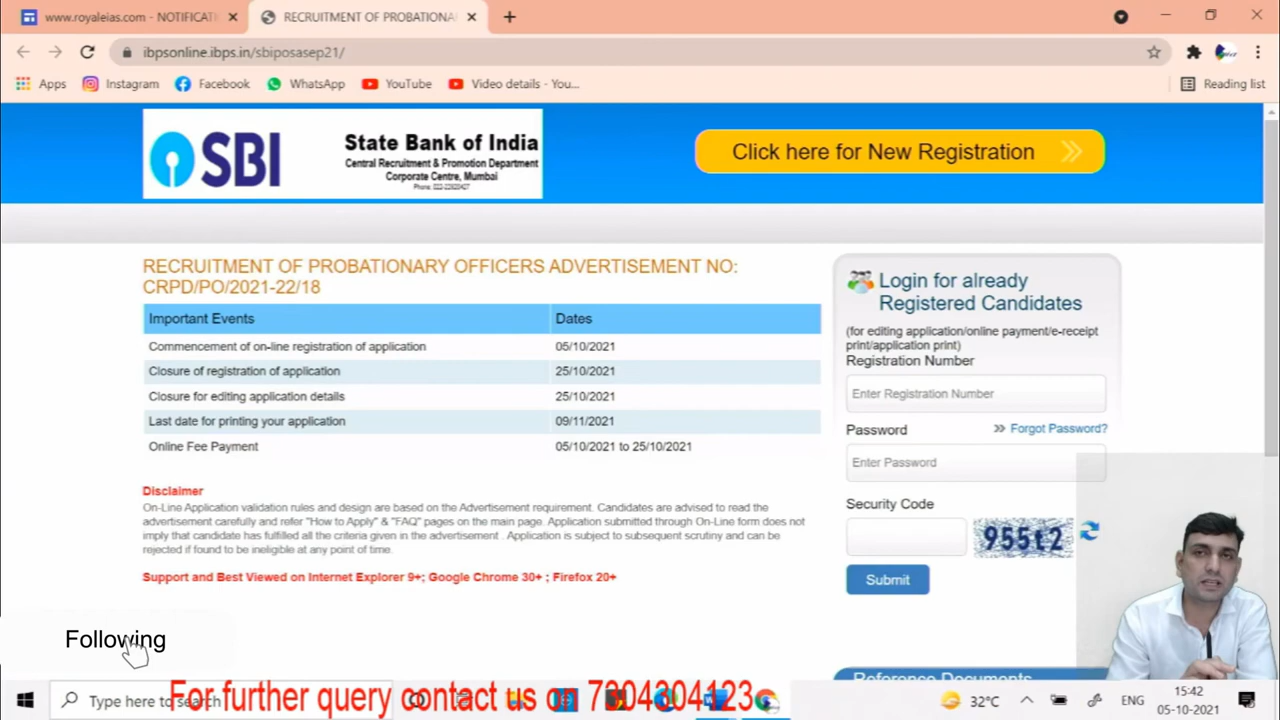 www.royaleias.com - NOTIFICATI
RECRUITMENT OF PROBATIONA
ibpsonline.ibps.in/sbiposasep21/
Apps Instagram Facebook WhatsApp YouTube Video details - You... Reading list
SBI
State Bank of India
Central Recruitment & Promotion Department
Corporate Centre, Mumbai
Click here for New Registration
RECRUITMENT OF PROBATIONARY OFFICERS ADVERTISEMENT NO:
CRPD/PO/2021-22/18
Important Events Dates
Commencement of on-line registration of application 05/10/2021
Closure of registration of application 25/10/2021
Closure for editing application details 25/10/2021
Last date for printing your application 09/11/2021
Online Fee Payment 05/10/2021 to 25/10/2021
Disclaimer
On-Line Application validation rules and design are based on the Advertisement requirement. Candidates are advised to read the
advertisement carefully and refer "How to Apply" & "FAQ" pages on the main page. Application submitted through On-Line form does not
imply that candidate has fulfilled all the criteria given in the advertisement . Application is subject to subsequent scrutiny and can be
rejected if found to be ineligible at any point of time.
Support and Best Viewed on Internet Explorer 9+; Google Chrome 30+ ; Firefox 20+
Login for already
Registered Candidates
(for editing application/online payment/e-receipt
print/application print)
Registration Number
Enter Registration Number
Password Forgot Password?
Enter Password
Security Code
955t2
Submit
Reference Documents
Following
Type here to search
For further query contact us on 7304304123
32°C ENG
15:42
05-10-2021